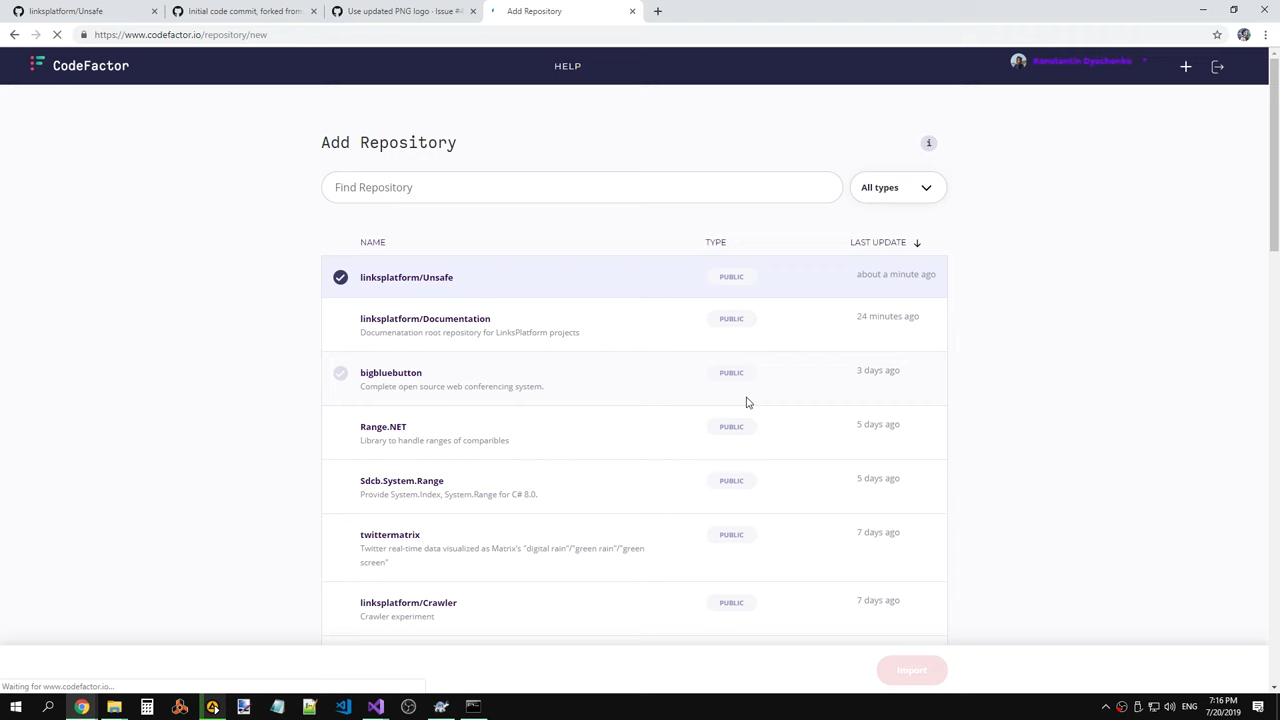 linksplatform/Unsafe
Initial code commit, forked from
Use updated PNG logo · Issue #4
Add Repository
https://www.codefactor.io/repository/new
CodeFactor
HELP
Konstantin Dyachenko
Add Repository
i
Find Repository
All types
NAME
TYPE
LAST UPDATE
linksplatform/Unsafe
PUBLIC
about a minute ago
linksplatform/Documentation
PUBLIC
24 minutes ago
Documenatation root repository for LinksPlatform projects
bigbluebutton
PUBLIC
3 days ago
Complete open source web conferencing system.
Range.NET
PUBLIC
5 days ago
Library to handle ranges of comparibles
Sdcb.System.Range
PUBLIC
5 days ago
Provide System.Index, System.Range for C# 8.0.
twittermatrix
PUBLIC
7 days ago
Twitter real-time data visualized as Matrix's "digital rain"/"green rain"/"green
screen"
linksplatform/Crawler
PUBLIC
7 days ago
Crawler experiment
Import
Waiting for www.codefactor.io...
ENG
7:16 PM
7/20/2019